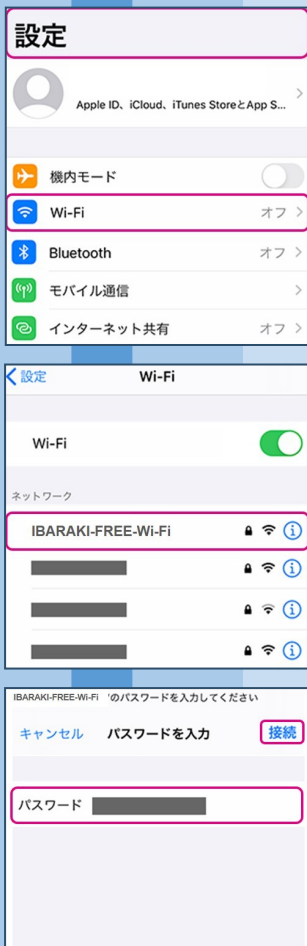 設定
Apple ID、iCloud、iTunes StoreとApp S...
機内モード
Wi-Fi オフ
Bluetooth オフ
モバイル通信
インターネット共有 オフ
設定 Wi-Fi
Wi-Fi
ネットワーク
IBARAKI-FREE-Wi-Fi
IBARAKI-FREE-Wi-Fi 'のパスワードを入力してください
キャンセル パスワードを入力 接続
パスワード